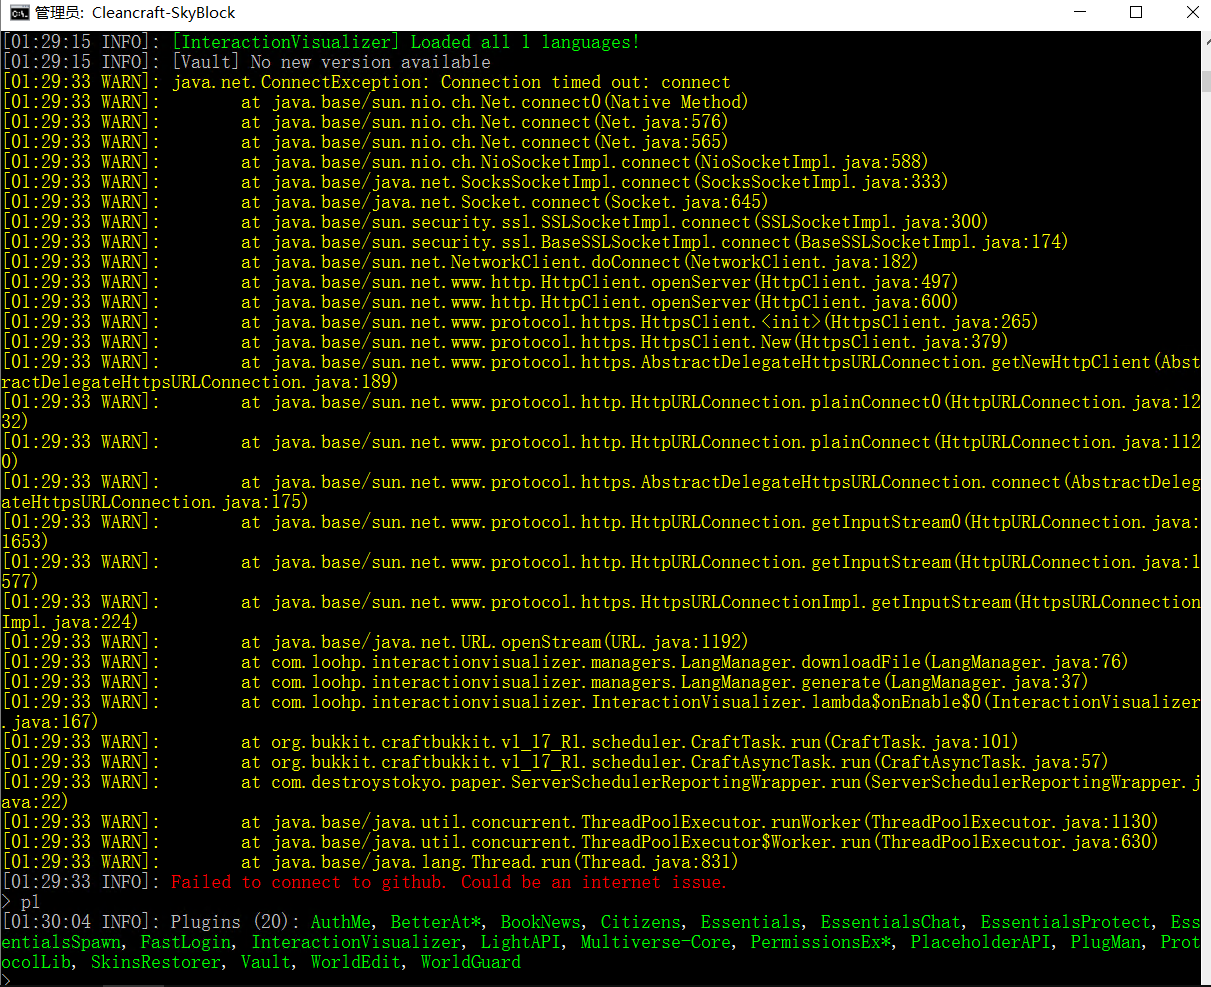 管理员: Cleancraft-SkyBlock
[01:29:15 INFO]: [InteractionVisualizer] Loaded all 1 languages!
[01:29:15 INFO]: [Vault] No new version available
[01:29:33 WARN]: java.net.ConnectException: Connection timed out: connect
[01:29:33 WARN]: at java.base/sun.nio.ch.Net.connect0(Native Method)
[01:29:33 WARN]: at java.base/sun.nio.ch.Net.connect(Net.java:576)
[01:29:33 WARN]: at java.base/sun.nio.ch.Net.connect(Net.java:565)
[01:29:33 WARN]: at java.base/sun.nio.ch.NioSocketImpl.connect(NioSocketImpl.java:588)
[01:29:33 WARN]: at java.base/java.net.SocksSocketImpl.connect(SocksSocketImpl.java:333)
[01:29:33 WARN]: at java.base/java.net.Socket.connect(Socket.java:645)
[01:29:33 WARN]: at java.base/sun.security.ssl.SSLSocketImpl.connect(SSLSocketImpl.java:300)
[01:29:33 WARN]: at java.base/sun.security.ssl.BaseSSLSocketImpl.connect(BaseSSLSocketImpl.java:174)
[01:29:33 WARN]: at java.base/sun.net.NetworkClient.doConnect(NetworkClient.java:182)
[01:29:33 WARN]: at java.base/sun.net.www.http.HttpClient.openServer(HttpClient.java:497)
[01:29:33 WARN]: at java.base/sun.net.www.http.HttpClient.openServer(HttpClient.java:600)
[01:29:33 WARN]: at java.base/sun.net.www.protocol.https.HttpsClient.<init>(HttpsClient.java:265)
[01:29:33 WARN]: at java.base/sun.net.www.protocol.https.HttpsClient.New(HttpsClient.java:379)
[01:29:33 WARN]: at java.base/sun.net.www.protocol.https.AbstractDelegateHttpsURLConnection.getNewHttpClient(Abst
ractDelegateHttpsURLConnection.java:189)
[01:29:33 WARN]: at java.base/sun.net.www.protocol.http.HttpURLConnection.plainConnect0(HttpURLConnection.java:12
32)
[01:29:33 WARN]: at java.base/sun.net.www.protocol.http.HttpURLConnection.plainConnect(HttpURLConnection.java:112
0)
[01:29:33 WARN]: at java.base/sun.net.www.protocol.https.AbstractDelegateHttpsURLConnection.connect(AbstractDeleg
ateHttpsURLConnection.java:175)
[01:29:33 WARN]: at java.base/sun.net.www.protocol.http.HttpURLConnection.getInputStream0(HttpURLConnection.java:
1653)
[01:29:33 WARN]: at java.base/sun.net.www.protocol.http.HttpURLConnection.getInputStream(HttpURLConnection.java:1
577)
[01:29:33 WARN]: at java.base/sun.net.www.protocol.https.HttpsURLConnectionImpl.getInputStream(HttpsURLConnection
Impl.java:224)
[01:29:33 WARN]: at java.base/java.net.URL.openStream(URL.java:1192)
[01:29:33 WARN]: at com.loohp.interactionvisualizer.managers.LangManager.downloadFile(LangManager.java:76)
[01:29:33 WARN]: at com.loohp.interactionvisualizer.managers.LangManager.generate(LangManager.java:37)
[01:29:33 WARN]: at com.loohp.interactionvisualizer.InteractionVisualizer.lambda$onEnable$0(InteractionVisualizer
.java:167)
[01:29:33 WARN]: at org.bukkit.craftbukkit.v1_17_R1.scheduler.CraftTask.run(CraftTask.java:101)
[01:29:33 WARN]: at org.bukkit.craftbukkit.v1_17_R1.scheduler.CraftAsyncTask.run(CraftAsyncTask.java:57)
[01:29:33 WARN]: at com.destroystokyo.paper.ServerSchedulerReportingWrapper.run(ServerSchedulerReportingWrapper.j
ava:22)
[01:29:33 WARN]: at java.base/java.util.concurrent.ThreadPoolExecutor.runWorker(ThreadPoolExecutor.java:1130)
[01:29:33 WARN]: at java.base/java.util.concurrent.ThreadPoolExecutor$Worker.run(ThreadPoolExecutor.java:630)
[01:29:33 WARN]: at java.base/java.lang.Thread.run(Thread.java:831)
[01:29:33 INFO]: Failed to connect to github. Could be an internet issue.
> pl
[01:30:04 INFO]: Plugins (20): AuthMe, BetterAt*, BookNews, Citizens, Essentials, EssentialsChat, EssentialsProtect, Ess
entialsSpawn, FastLogin, InteractionVisualizer, LightAPI, Multiverse-Core, PermissionsEx*, PlaceholderAPI, PlugMan, Prot
ocolLib, SkinsRestorer, Vault, WorldEdit, WorldGuard
>